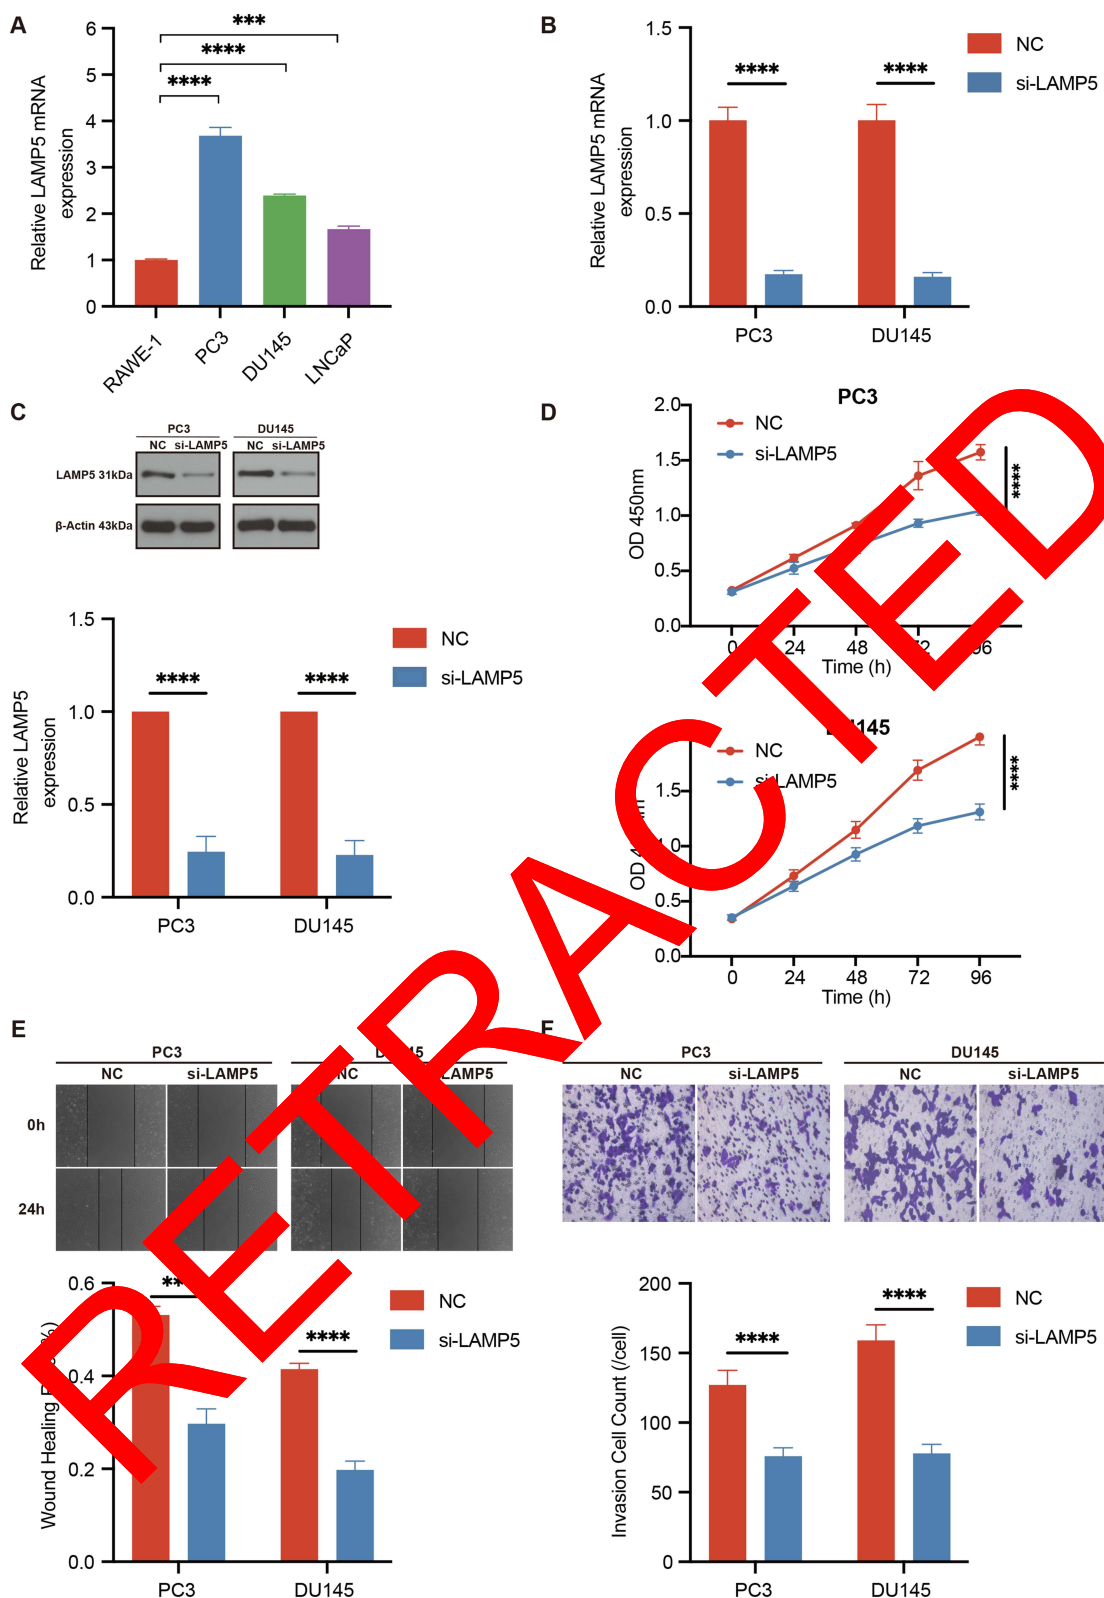 A
6
5
4
3
2
1
0
Relative LAMP5 mRNA
expression
***
****
****
RAWE-1
PC3
DU145
LNCaP
B
1.5
1.0
0.5
0.0
Relative LAMP5 mRNA
expression
****
****
PC3
DU145
NC
si-LAMP5
C
PC3
DU145
NC si-LAMP5
NC si-LAMP5
LAMP5 31kDa
β-Actin 43kDa
1.5
1.0
0.5
0.0
Relative LAMP5
expression
****
****
PC3
DU145
NC
si-LAMP5
D
PC3
2.0
1.5
1.0
0.5
0.0
OD 450nm
NC
si-LAMP5
****
0
24
48
Time (h)
NC
si-LAMP5
1.5
0.5
0.0
OD
****
0
24
48
72
96
Time (h)
E
PC3
NC
si-LAMP5
NC
0h
24h
0.6
0.4
0.2
0.0
Wound Healing
****
PC3
DU145
NC
si-LAMP5
PC3
DU145
NC
si-LAMP5
NC
si-LAMP5
200
150
100
50
0
Invasion Cell Count (/cell)
****
****
PC3
DU145
NC
si-LAMP5
RETRACTED